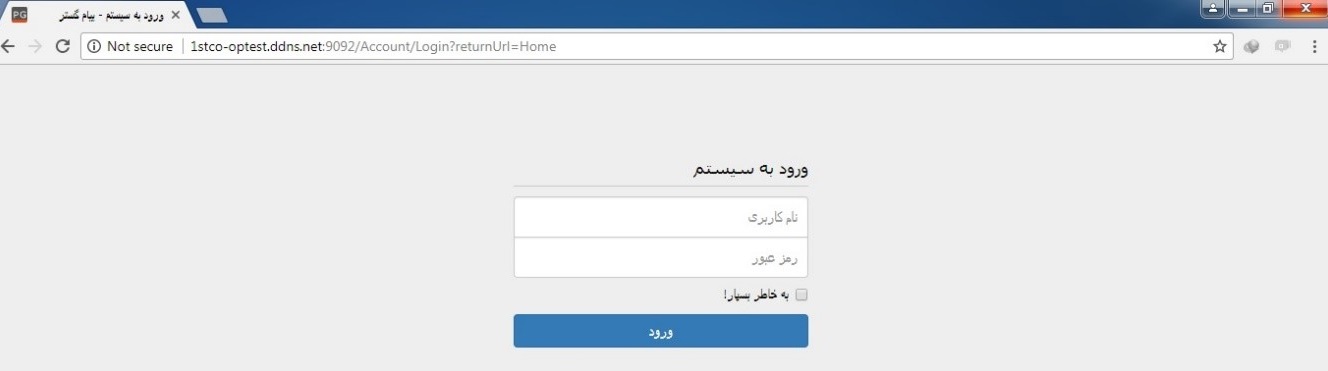 PG ورود به سیستم - پیام گستر
Not secure | 1stco-optest.ddns.net:9092/Account/Login?returnUrl=Home
ورود به سیستم
نام کاربری
رمز عبور
به خاطر بسپار!
ورود